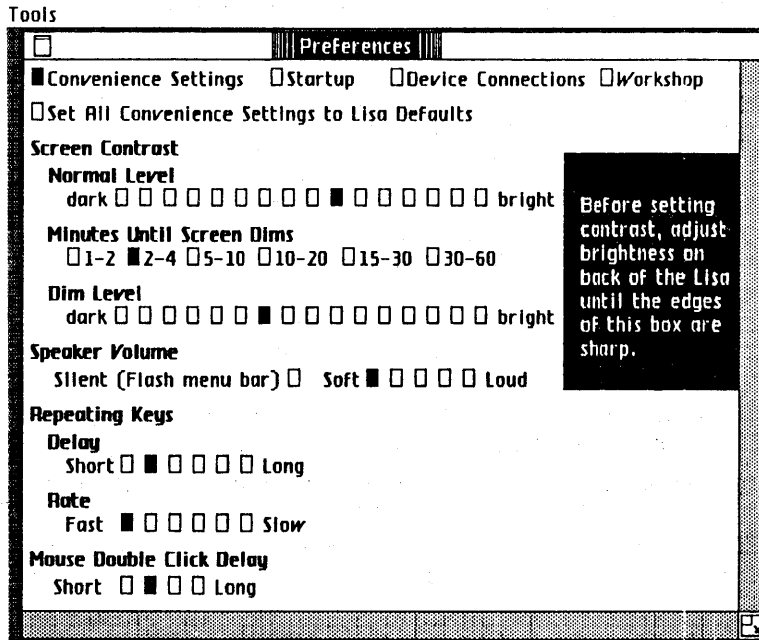 Tools
Preferences
Convenience Settings Startup Device Connections Workshop
Set All Convenience Settings to Lisa Defaults
Screen Contrast
Normal Level
dark bright
Minutes Until Screen Dims
1-2 2-4 5-10 10-20 15-30 30-60
Dim Level
dark bright
Before setting
contrast, adjust
brightness on
back of the Lisa
until the edges
of this box are
sharp.
Speaker Volume
Silent (Flash menu bar) Soft Loud
Repeating Keys
Delay
Short Long
Rate
Fast Slow
Mouse Double Click Delay
Short Long